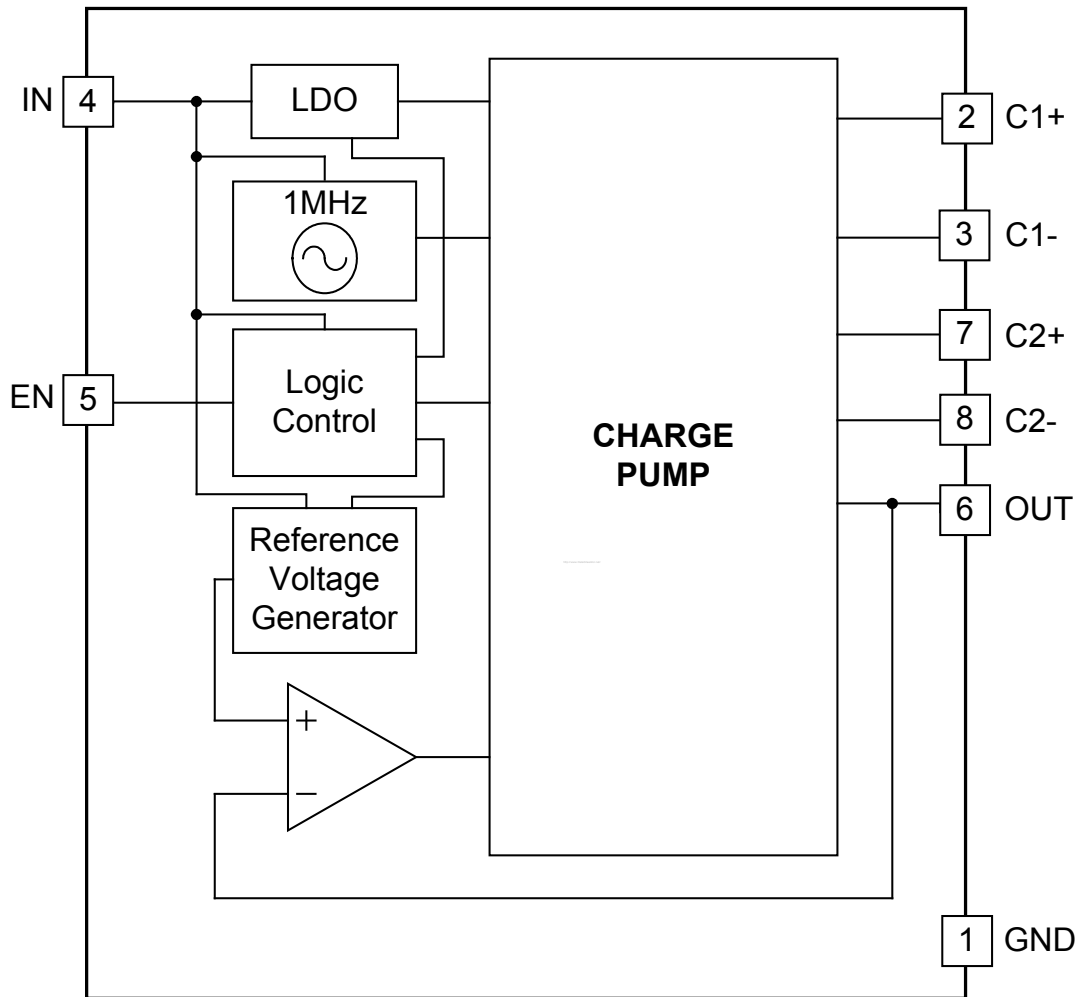 IN 4
LDO
2 C1+
1MHz
3 C1-
7 C2+
EN 5
Logic
Control
8 C2-
CHARGE
PUMP
6 OUT
Reference
Voltage
Generator
+
−
1 GND